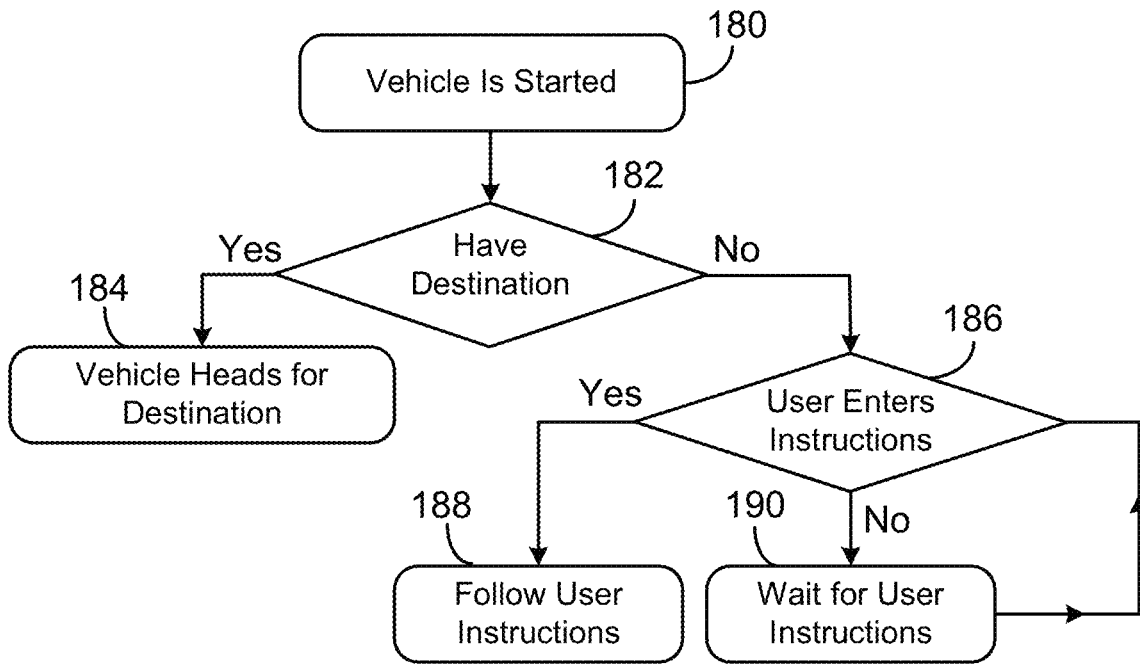 180
Vehicle Is Started
182
Have
Destination
Yes
No
184
Vehicle Heads for
Destination
186
User Enters
Instructions
Yes
No
188
Follow User
Instructions
190
Wait for User
Instructions